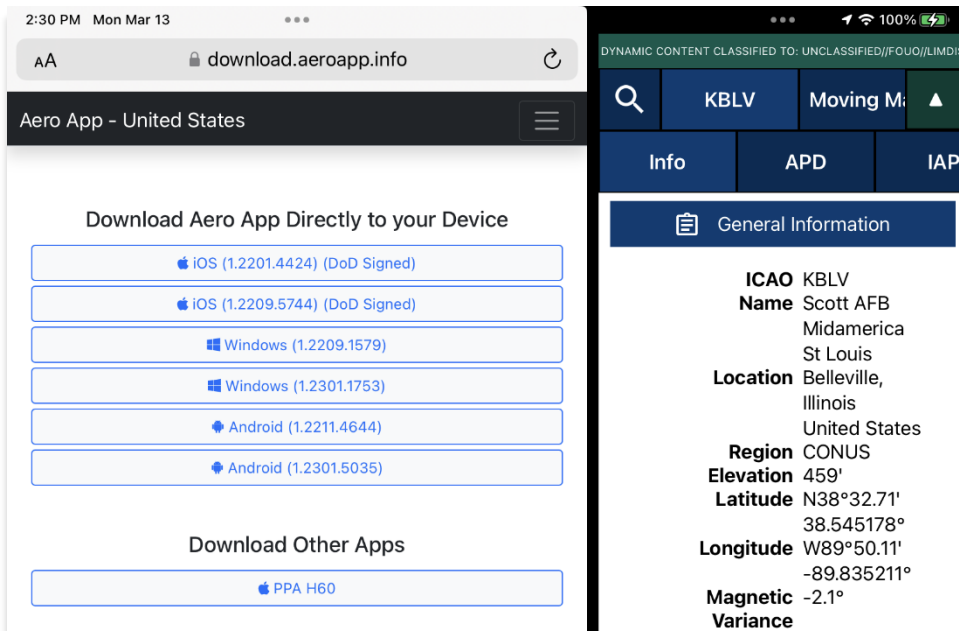 2:30 PM Mon Mar 13
AA
download.aeroapp.info
Aero App - United States
Download Aero App Directly to your Device
iOS (1.2201.4424) (DoD Signed)
iOS (1.2209.5744) (DoD Signed)
Windows (1.2209.1579)
Windows (1.2301.1753)
Android (1.2211.4644)
Android (1.2301.5035)
Download Other Apps
PPA H60
100%
DYNAMIC CONTENT CLASSIFIED TO: UNCLASSIFIED//FOUO//LIMDIS
KBLV
Moving Ma
Info
APD
IAP
General Information
ICAO KBLV
Name Scott AFB
Midamerica
St Louis
Location Belleville,
Illinois
United States
Region CONUS
Elevation 459'
Latitude N38°32.71'
38.545178°
Longitude W89°50.11'
-89.835211°
Magnetic -2.1°
Variance